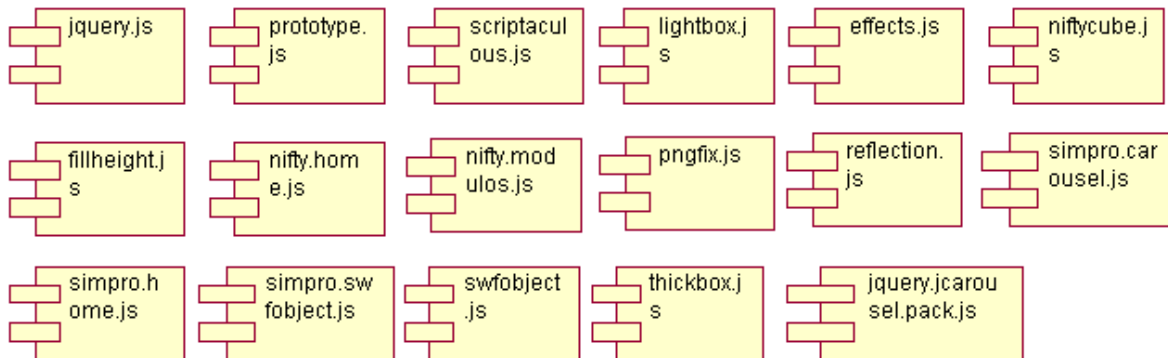 jquery.js
prototype.
js
scriptacul
ous.js
lightbox.j
s
effects.js
niftycube.j
s
fillheight.j
s
nifty.hom
e.js
nifty.mod
ulos.js
pngfix.js
reflection.
js
simpro.car
ousel.js
simpro.h
ome.js
simpro.sw
fobject.js
swfobject
.js
thickbox.j
s
jquery.jcarou
sel.pack.js